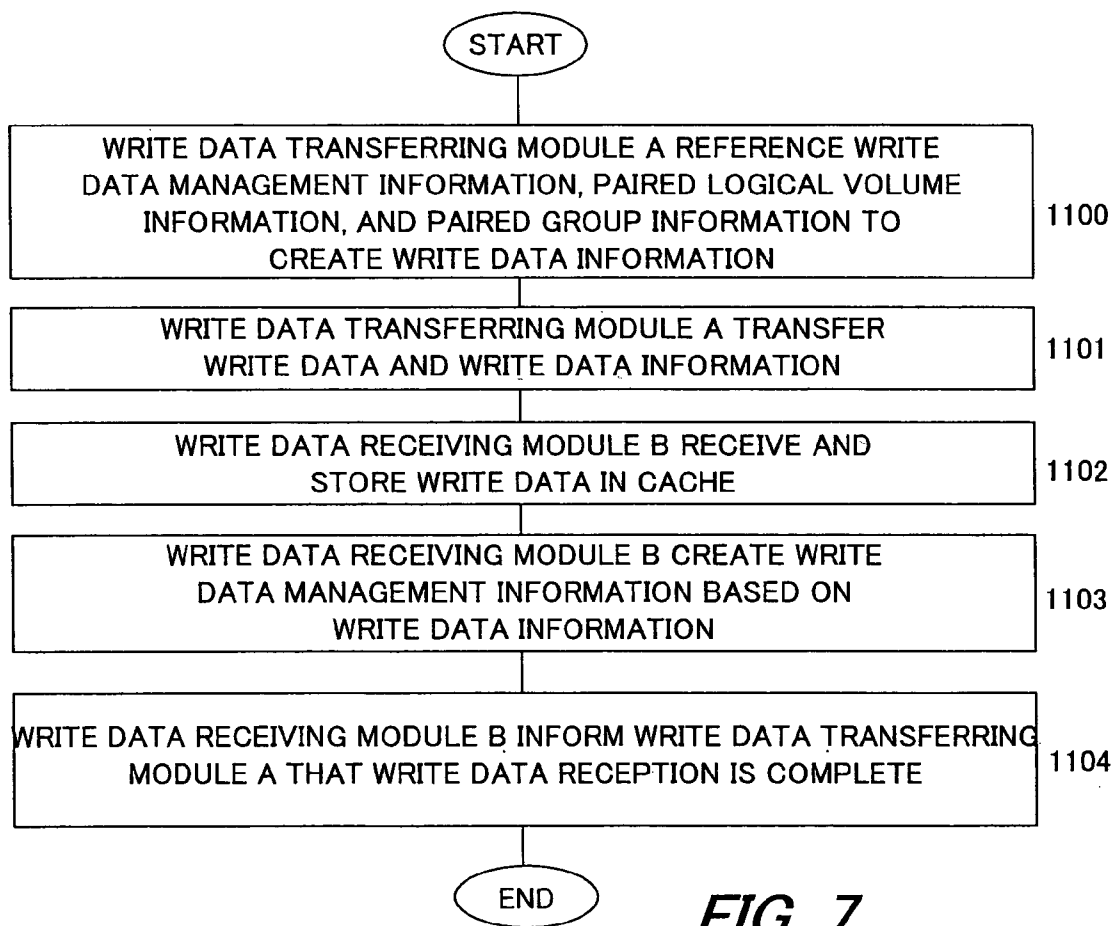 START
WRITE DATA TRANSFERRING MODULE A REFERENCE WRITE
DATA MANAGEMENT INFORMATION, PAIRED LOGICAL VOLUME
INFORMATION, AND PAIRED GROUP INFORMATION TO
CREATE WRITE DATA INFORMATION
1100
WRITE DATA TRANSFERRING MODULE A TRANSFER
WRITE DATA AND WRITE DATA INFORMATION
1101
WRITE DATA RECEIVING MODULE B RECEIVE AND
STORE WRITE DATA IN CACHE
1102
WRITE DATA RECEIVING MODULE B CREATE WRITE
DATA MANAGEMENT INFORMATION BASED ON
WRITE DATA INFORMATION
1103
WRITE DATA RECEIVING MODULE B INFORM WRITE DATA TRANSFERRING
MODULE A THAT WRITE DATA RECEPTION IS COMPLETE
1104
END
FIG. 7